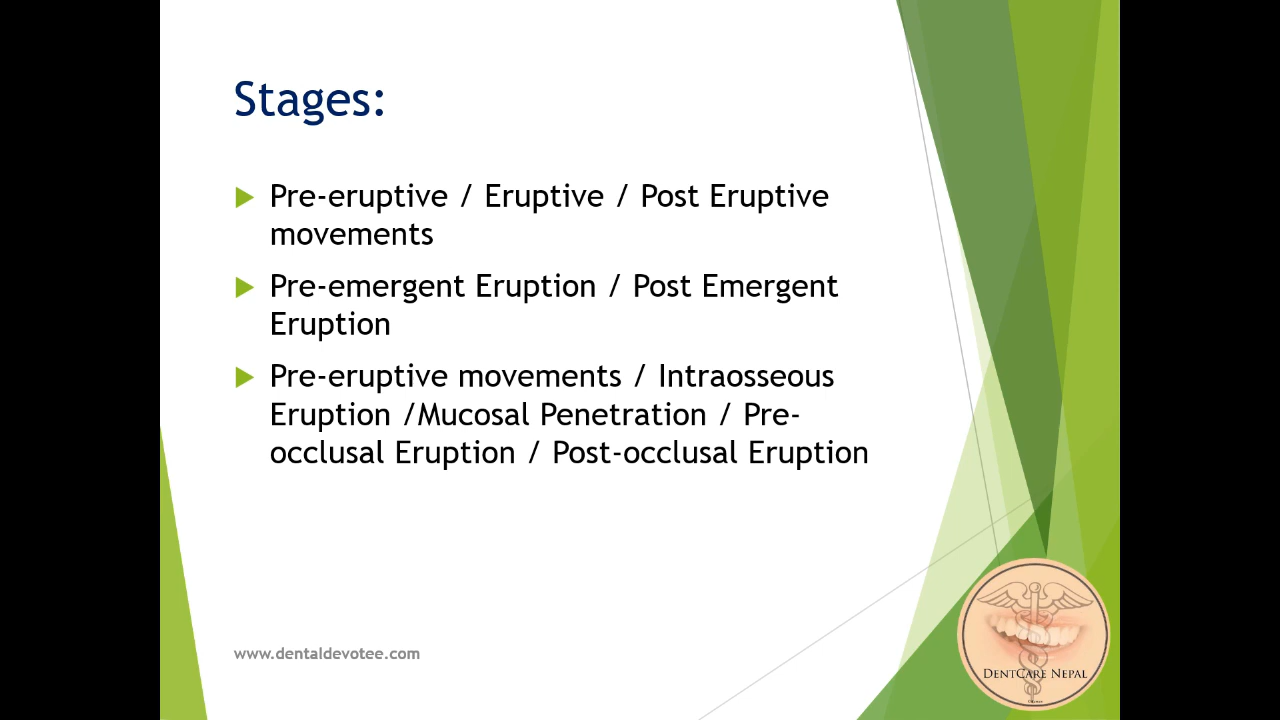 Stages:
Pre-eruptive / Eruptive / Post Eruptive
movements
Pre-emergent Eruption / Post Emergent
Eruption
Pre-eruptive movements / Intraosseous
Eruption /Mucosal Penetration / Pre-
occlusal Eruption / Post-occlusal Eruption
www.dentaldevotee.com
DENTCARE NEPAL